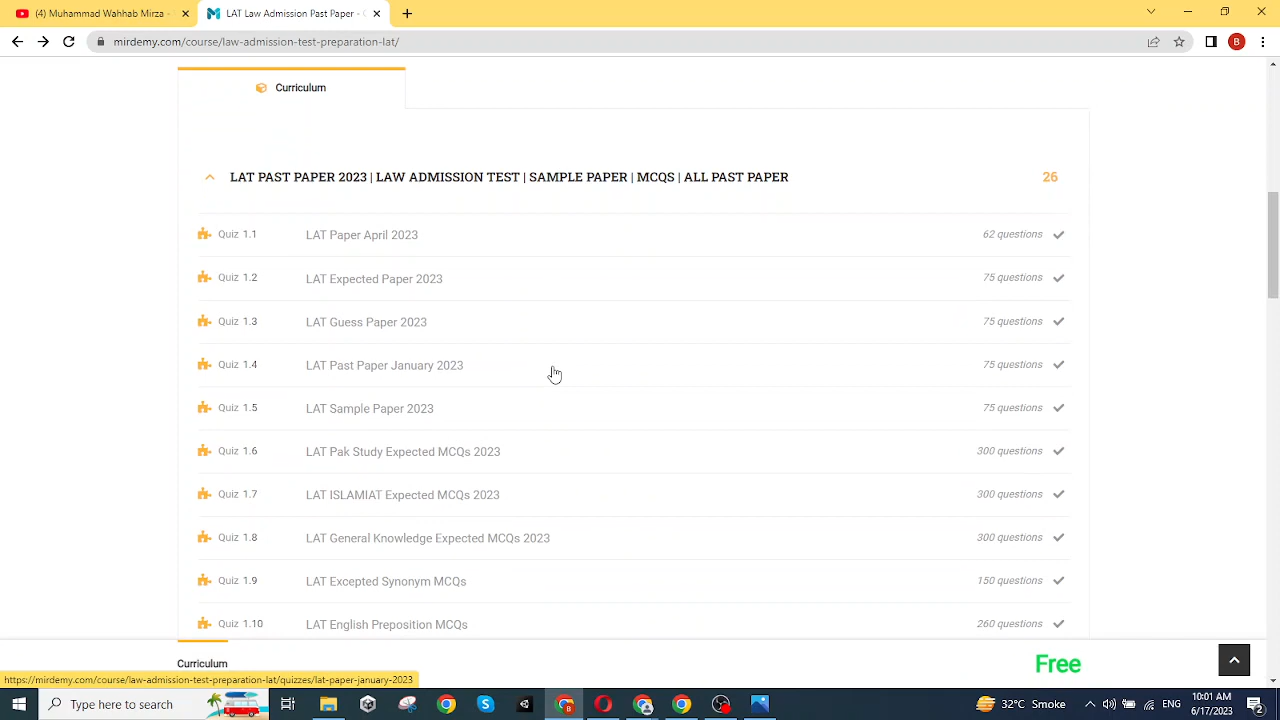 (4) Muhammad Wahhab Mirza -
LAT Past Paper 2023
mirdemy.com/course/law-admission-test-preparation-lat/
B
Curriculum
LAT PAST PAPER 2023 | LAW ADMISSION TEST | SAMPLE PAPER | MCQS | ALL PAST PAPER 26
Quiz 1.1 LAT Paper April 2023 62 questions
Quiz 1.2 LAT Expected Paper 2023 75 questions
Quiz 1.3 LAT Guess Paper 2023 75 questions
Quiz 1.4 LAT Past Paper January 2023 75 questions
Quiz 1.5 LAT Sample Paper 2023 75 questions
Quiz 1.6 LAT Pak Study Expected MCQs 2023 300 questions
Quiz 1.7 LAT ISLAMIAT Expected MCQs 2023 300 questions
Quiz 1.8 LAT General Knowledge Expected MCQs 2023 300 questions
Quiz 1.9 LAT Excepted Synonym MCQs 150 questions
Quiz 1.10 LAT English Preposition MCQs 260 questions
Curriculum Free
https://mirdemy.com/course/law-admission-test-preparation-lat/quizzes/lat-paper-january-2023
Type here to search
32°C Sunny
10:01 AM
6/17/2023
2